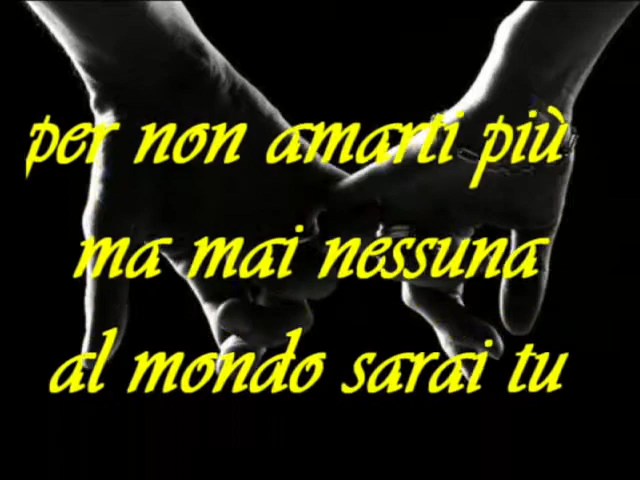 per non amarti più
ma mai nessuna
al mondo sarai tu